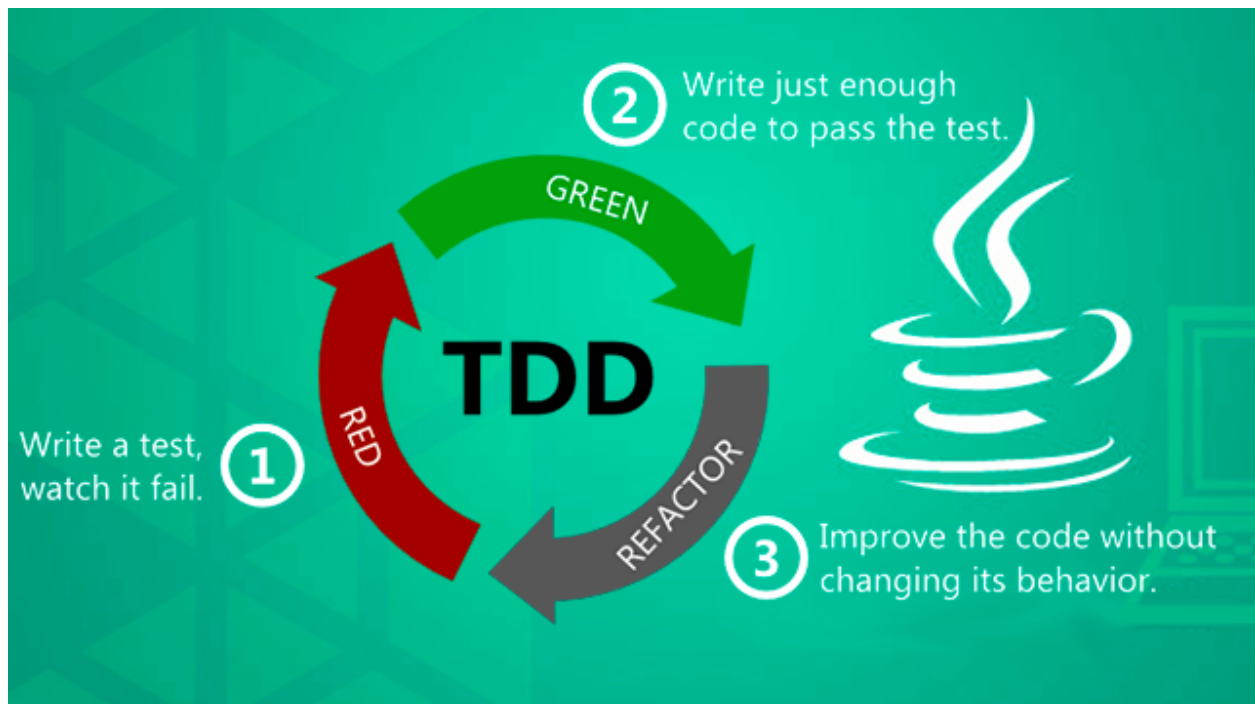 2
Write just enough
code to pass the test.
GREEN
TDD
RED
Write a test,
watch it fail.
1
REFACTOR
3
Improve the code without
changing its behavior.